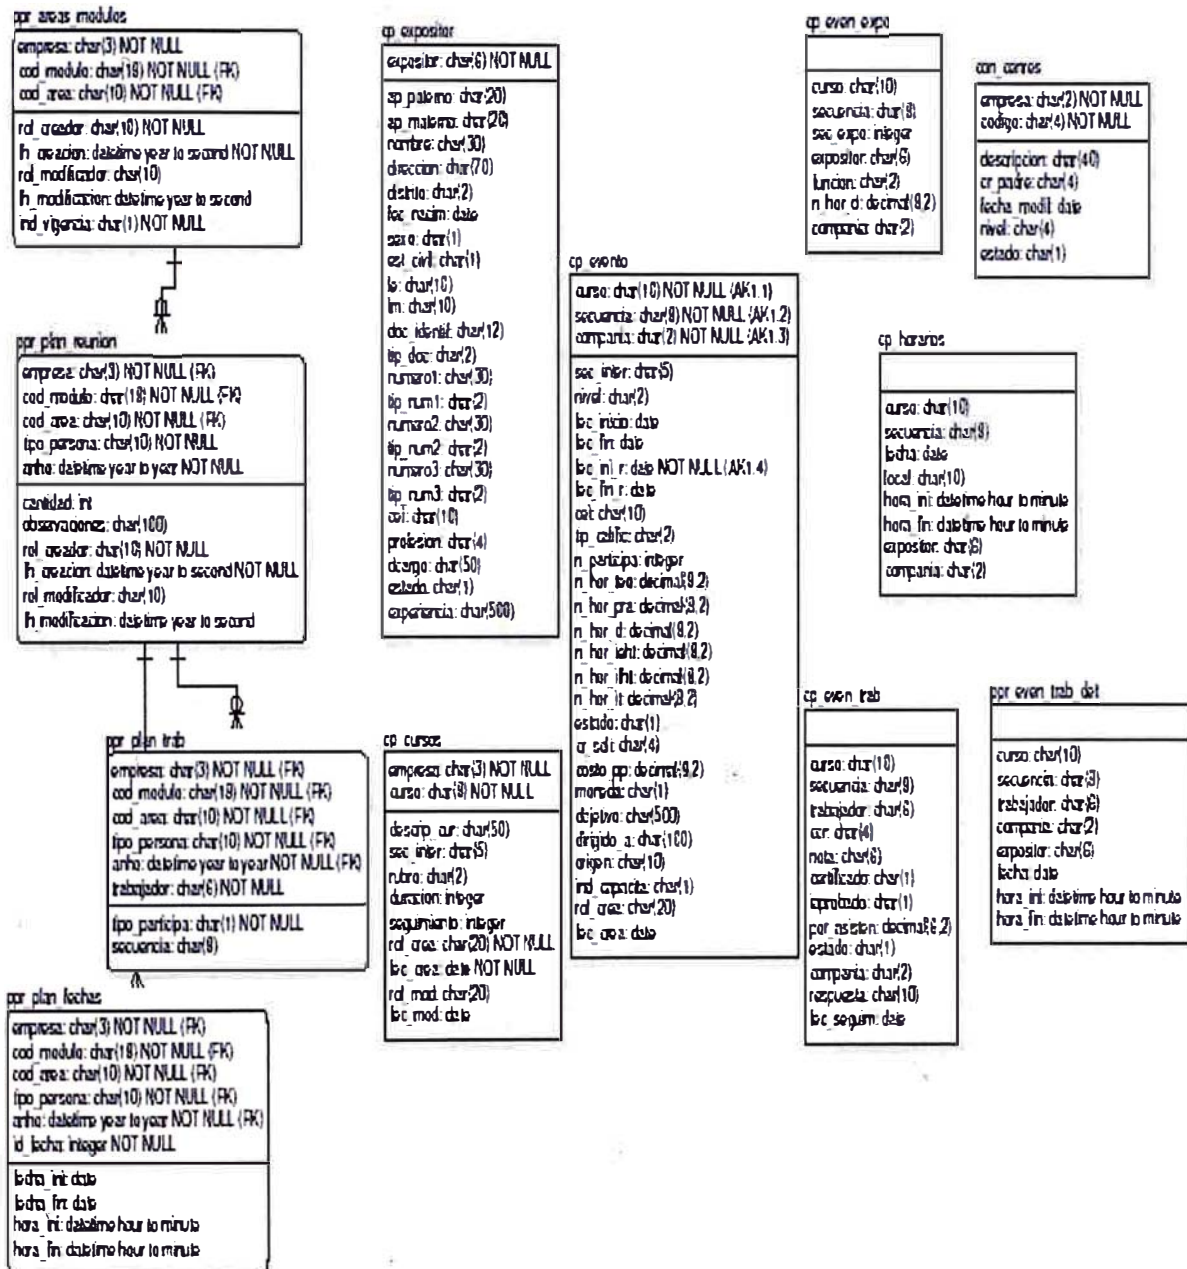 ppr_areas_modulos
empresa: char(3) NOT NULL
cod_modulo: char(18) NOT NULL (FK)
cod_area: char(10) NOT NULL (FK)
rol_creador: char(10) NOT NULL
fh_creacion: datetime year to second NOT NULL
rol_modificador: char(10)
fh_modificacion: datetime year to second
ind_vigencia: char(1) NOT NULL
ppr_plan_reunion
empresa: char(3) NOT NULL (FK)
cod_modulo: char(18) NOT NULL (FK)
cod_area: char(10) NOT NULL (FK)
tipo_persona: char(10) NOT NULL
anho: datetime year to year NOT NULL
cantidad: int
observaciones: char(100)
rol_creador: char(10) NOT NULL
fh_creacion: datetime year to second NOT NULL
rol_modificador: char(10)
fh_modificacion: datetime year to second
ppr_plan_trab
empresa: char(3) NOT NULL (FK)
cod_modulo: char(18) NOT NULL (FK)
cod_area: char(10) NOT NULL (FK)
tipo_persona: char(10) NOT NULL (FK)
anho: datetime year to year NOT NULL (FK)
trabajador: char(6) NOT NULL
tipo_participa: char(1) NOT NULL
secuencia: char(8)
ppr_plan_fechas
empresa: char(3) NOT NULL (FK)
cod_modulo: char(18) NOT NULL (FK)
cod_area: char(10) NOT NULL (FK)
tipo_persona: char(10) NOT NULL (FK)
anho: datetime year to year NOT NULL (FK)
id_fecha: integer NOT NULL
fecha_ini: date
fecha_fin: date
hora_ini: datetime hour to minute
hora_fin: datetime hour to minute
cp_expositor
expositor: char(6) NOT NULL
ap_paterno: char(20)
ap_materno: char(20)
nombre: char(30)
direccion: char(70)
distrito: char(2)
fec_nacim: date
sexo: char(1)
est_civil: char(1)
le: char(10)
lm: char(10)
doc_identif: char(12)
tip_doc: char(2)
numero1: char(30)
tip_num1: char(2)
numero2: char(30)
tip_num2: char(2)
numero3: char(30)
tip_num3: char(2)
cei: char(10)
profesion: char(4)
dcargo: char(50)
estado: char(1)
experiencia: char(500)
cp_cursos
empresa: char(3) NOT NULL
curso: char(8) NOT NULL
descrip_cur: char(50)
sec_inter: char(5)
rubro: char(2)
duracion: integer
seguimiento: integer
rol_crea: char(20) NOT NULL
fec_crea: date NOT NULL
rol_mod: char(20)
fec_mod: date
cp_evento
curso: char(10) NOT NULL (AK1.1)
secuencia: char(8) NOT NULL (AK1.2)
compania: char(2) NOT NULL (AK1.3)
sec_inter: char(5)
nivel: char(2)
fec_inicio: date
fec_fin: date
fec_ini_r: date NOT NULL (AK1.4)
fec_fin_r: date
cei: char(10)
tip_calific: char(2)
n_participa: integer
n_hor_teo: decimal(8,2)
n_hor_pra: decimal(8,2)
n_hor_d: decimal(8,2)
n_hor_ieht: decimal(8,2)
n_hor_ifht: decimal(8,2)
n_hor_it: decimal(8,2)
estado: char(1)
cr_soli: char(4)
costo_pp: decimal(8,2)
moneda: char(1)
objetivo: char(500)
dirigido_a: char(100)
origen: char(10)
ind_capacita: char(1)
rol_crea: char(20)
fec_crea: date
cp_even_expo
curso: char(10)
secuencia: char(8)
sec_expo: integer
expositor: char(6)
funcion: char(2)
n_hor_d: decimal(8,2)
compania: char(2)
con_cenres
empresa: char(2) NOT NULL
codigo: char(4) NOT NULL
descripcion: char(40)
cr_padre: char(4)
fecha_modif: date
nivel: char(4)
estado: char(1)
cp_horarios
curso: char(10)
secuencia: char(8)
fecha: date
local: char(10)
hora_ini: datetime hour to minute
hora_fin: datetime hour to minute
expositor: char(6)
compania: char(2)
cp_even_trab
curso: char(10)
secuencia: char(8)
trabajador: char(6)
cer: char(4)
nota: char(6)
certificado: char(1)
aprobado: char(1)
por_asisten: decimal(6,2)
estado: char(1)
compania: char(2)
respuesta: char(10)
fec_seguim: date
ppr_even_trab_det
curso: char(10)
secuencia: char(8)
trabajador: char(6)
compania: char(2)
expositor: char(6)
fecha: date
hora_ini: datetime hour to minute
hora_fin: datetime hour to minute